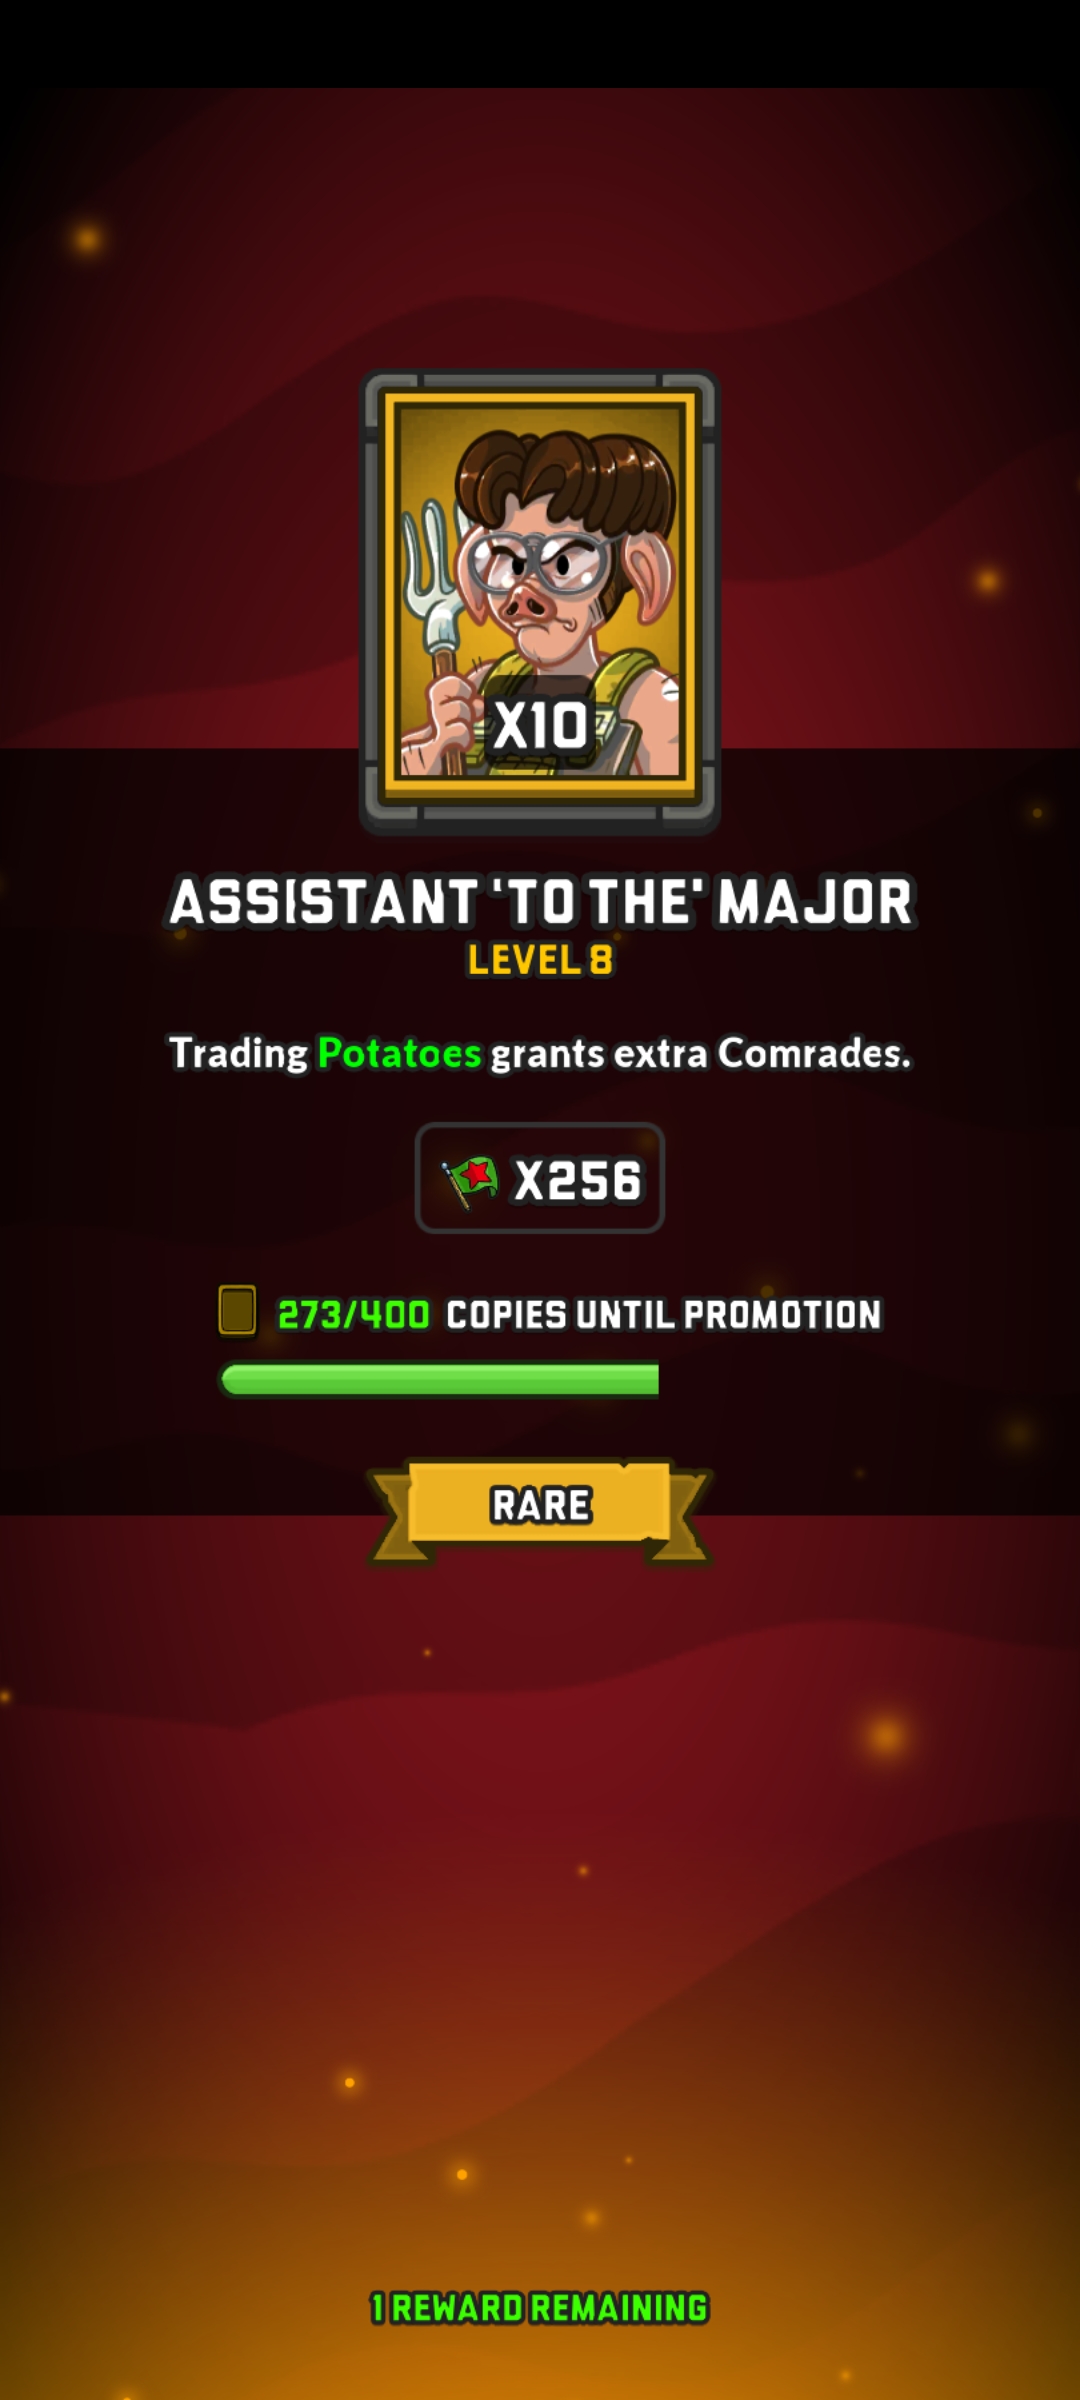 X10
ASSISTANT 'TO THE' MAJOR
LEVEL 8
Trading Potatoes grants extra Comrades.
X256
273/400 COPIES UNTIL PROMOTION
RARE
1 REWARD REMAINING